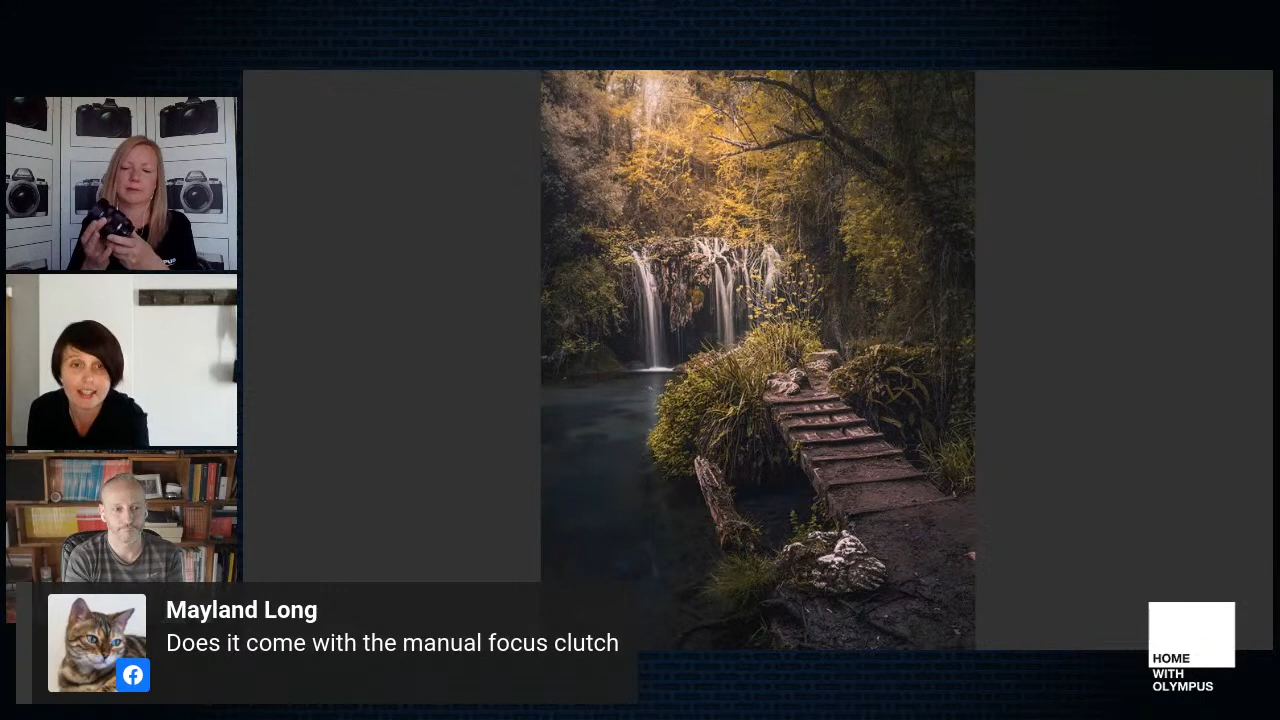 Mayland Long
Does it come with the manual focus clutch
HOME
WITH
OLYMPUS